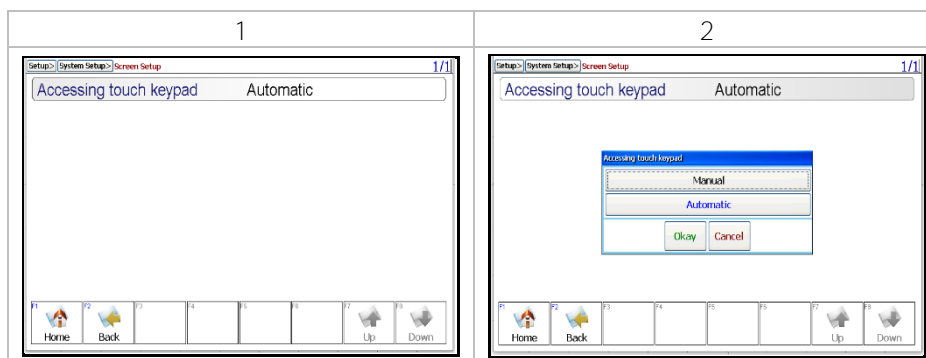 1
2
Setup> System Setup> Screen Setup 1/1
Accessing touch keypad Automatic
F1 F2 F3 F4 F5 F6 F7 F8
Home Back Up Down
Setup> System Setup> Screen Setup 1/1
Accessing touch keypad Automatic
Accessing touch keypad
Manual
Automatic
Okay Cancel
F1 F2 F3 F4 F5 F6 F7 F8
Home Back Up Down